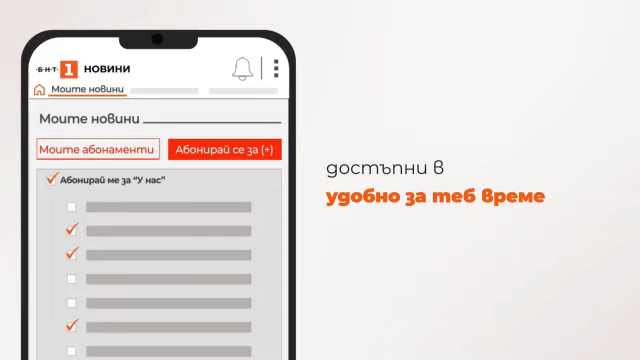 ·Б·Н·Т· 1 НОВИНИ
Моите новини
Моите новини
Моите абонаменти
Абонирай се за (+)
Абонирай ме за "У нас"
достъпни в
удобно за теб време